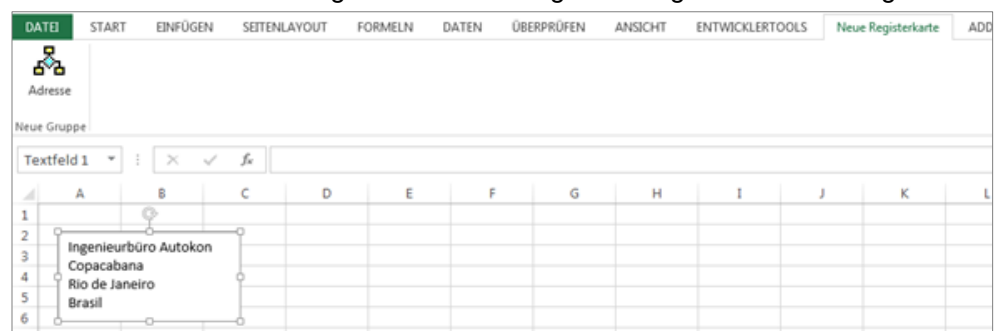 DATEI START EINFÜGEN SEITENLAYOUT FORMELN DATEN ÜBERPRÜFEN ANSICHT ENTWICKLERTOOLS Neue Registerkarte ADD
Adresse
Neue Gruppe
Textfeld 1 fx
A B C D E F G H I J K L
1
2
3
4
5
6
Ingenieurbüro Autokon
Copacabana
Rio de Janeiro
Brasil